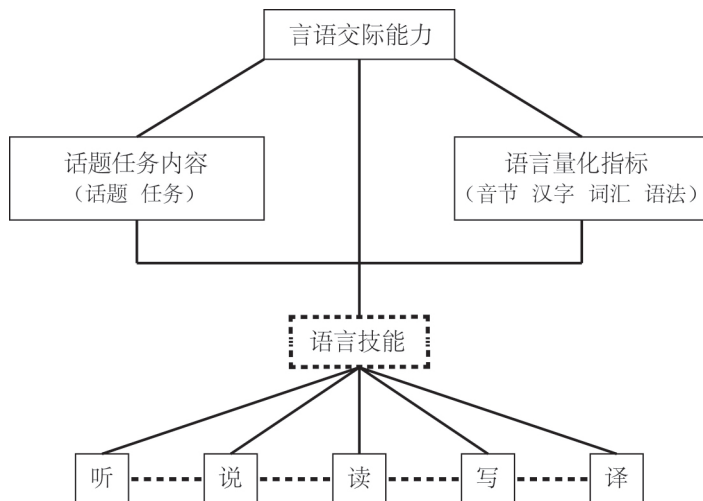 言语交际能力
话题任务内容
（话题 任务）
语言量化指标
（音节 汉字 词汇 语法）
语言技能
听 说 读 写 译